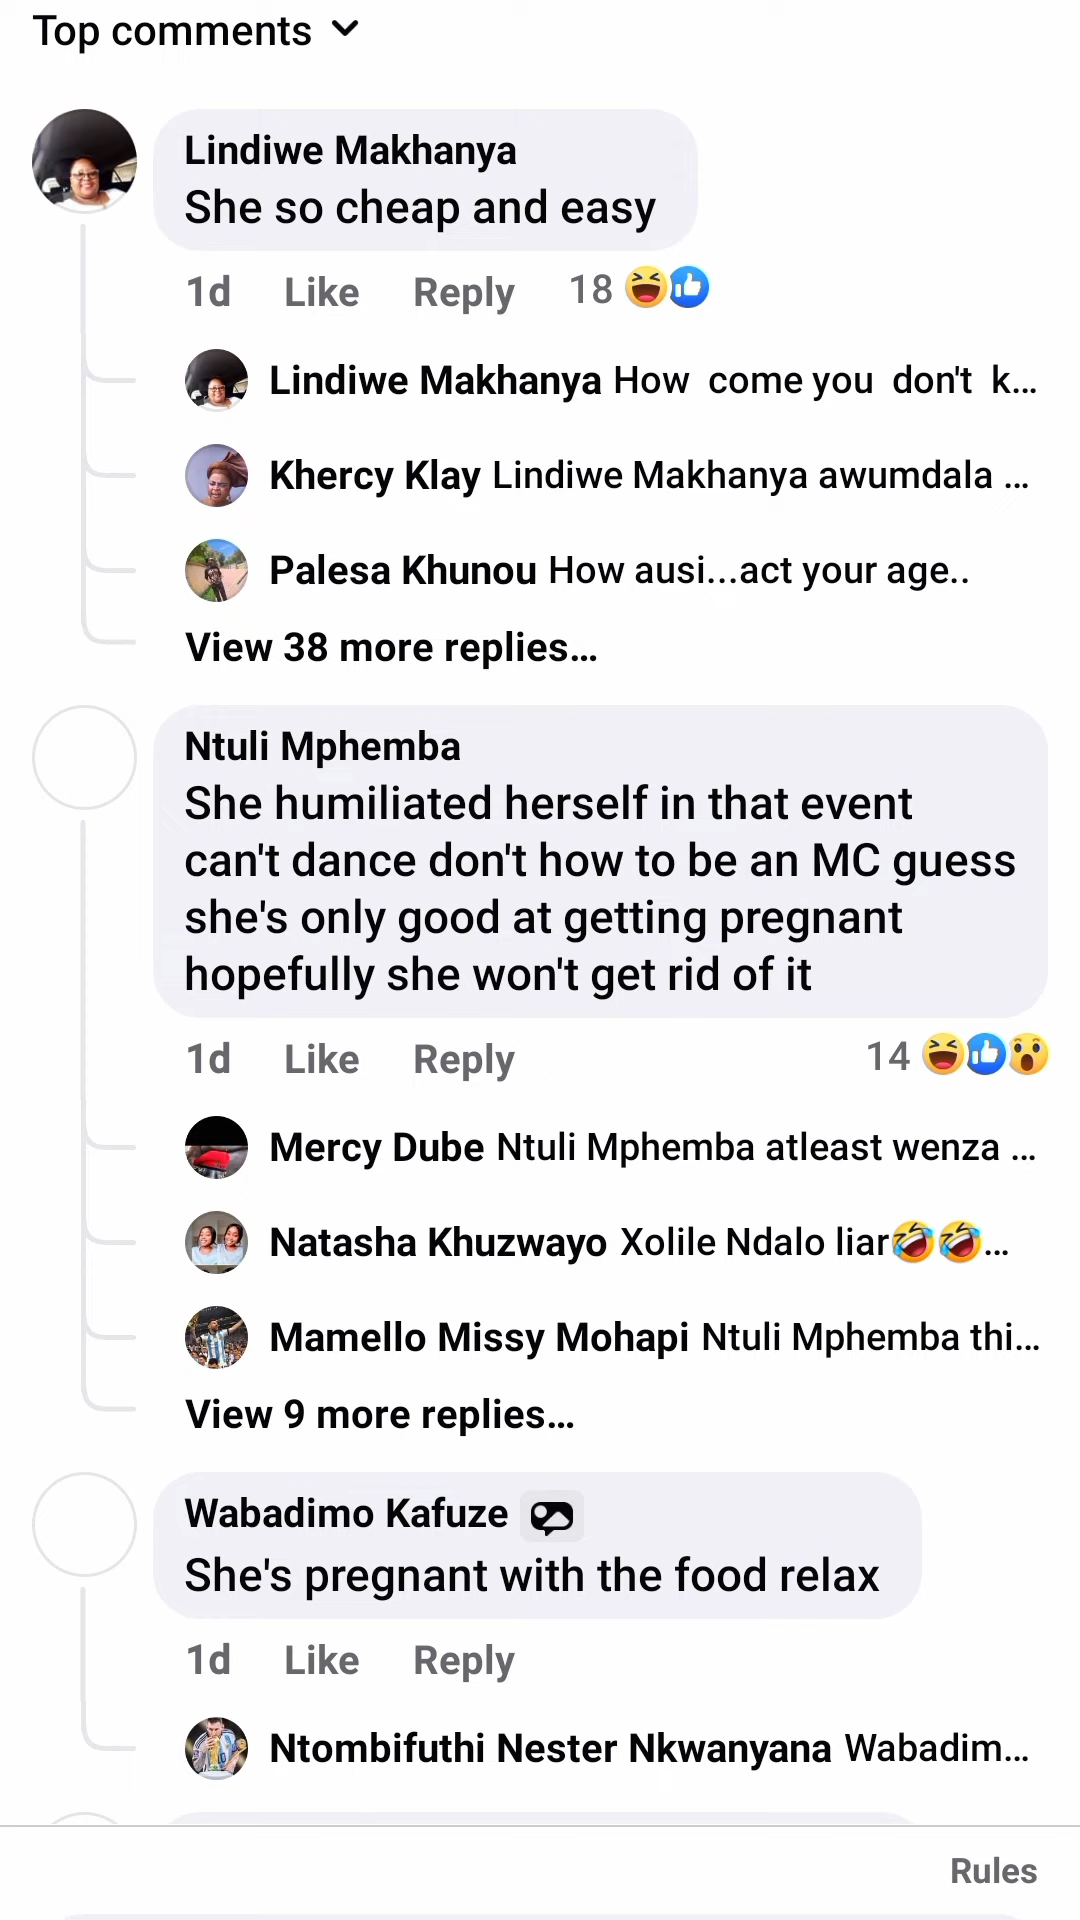 Top comments
Lindiwe Makhanya
She so cheap and easy
1d Like Reply 18
Lindiwe Makhanya How come you don't k...
Khercy Klay Lindiwe Makhanya awumdala ...
Palesa Khunou How ausi...act your age..
View 38 more replies...
Ntuli Mphemba
She humiliated herself in that event
can't dance don't how to be an MC guess
she's only good at getting pregnant
hopefully she won't get rid of it
1d Like Reply 14
Mercy Dube Ntuli Mphemba atleast wenza ...
Natasha Khuzwayo Xolile Ndalo liar🤣🤣...
Mamello Missy Mohapi Ntuli Mphemba thi...
View 9 more replies...
Wabadimo Kafuze
She's pregnant with the food relax
1d Like Reply
Ntombifuthi Nester Nkwanyana Wabadim...
Rules